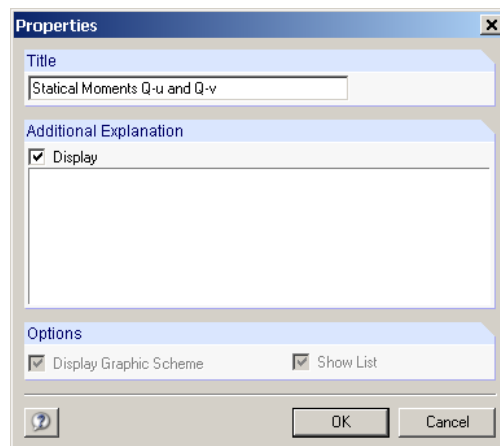 Properties
Title
Statical Moments Q-u and Q-v
Additional Explanation
Display
Options
Display Graphic Scheme Show List
OK Cancel